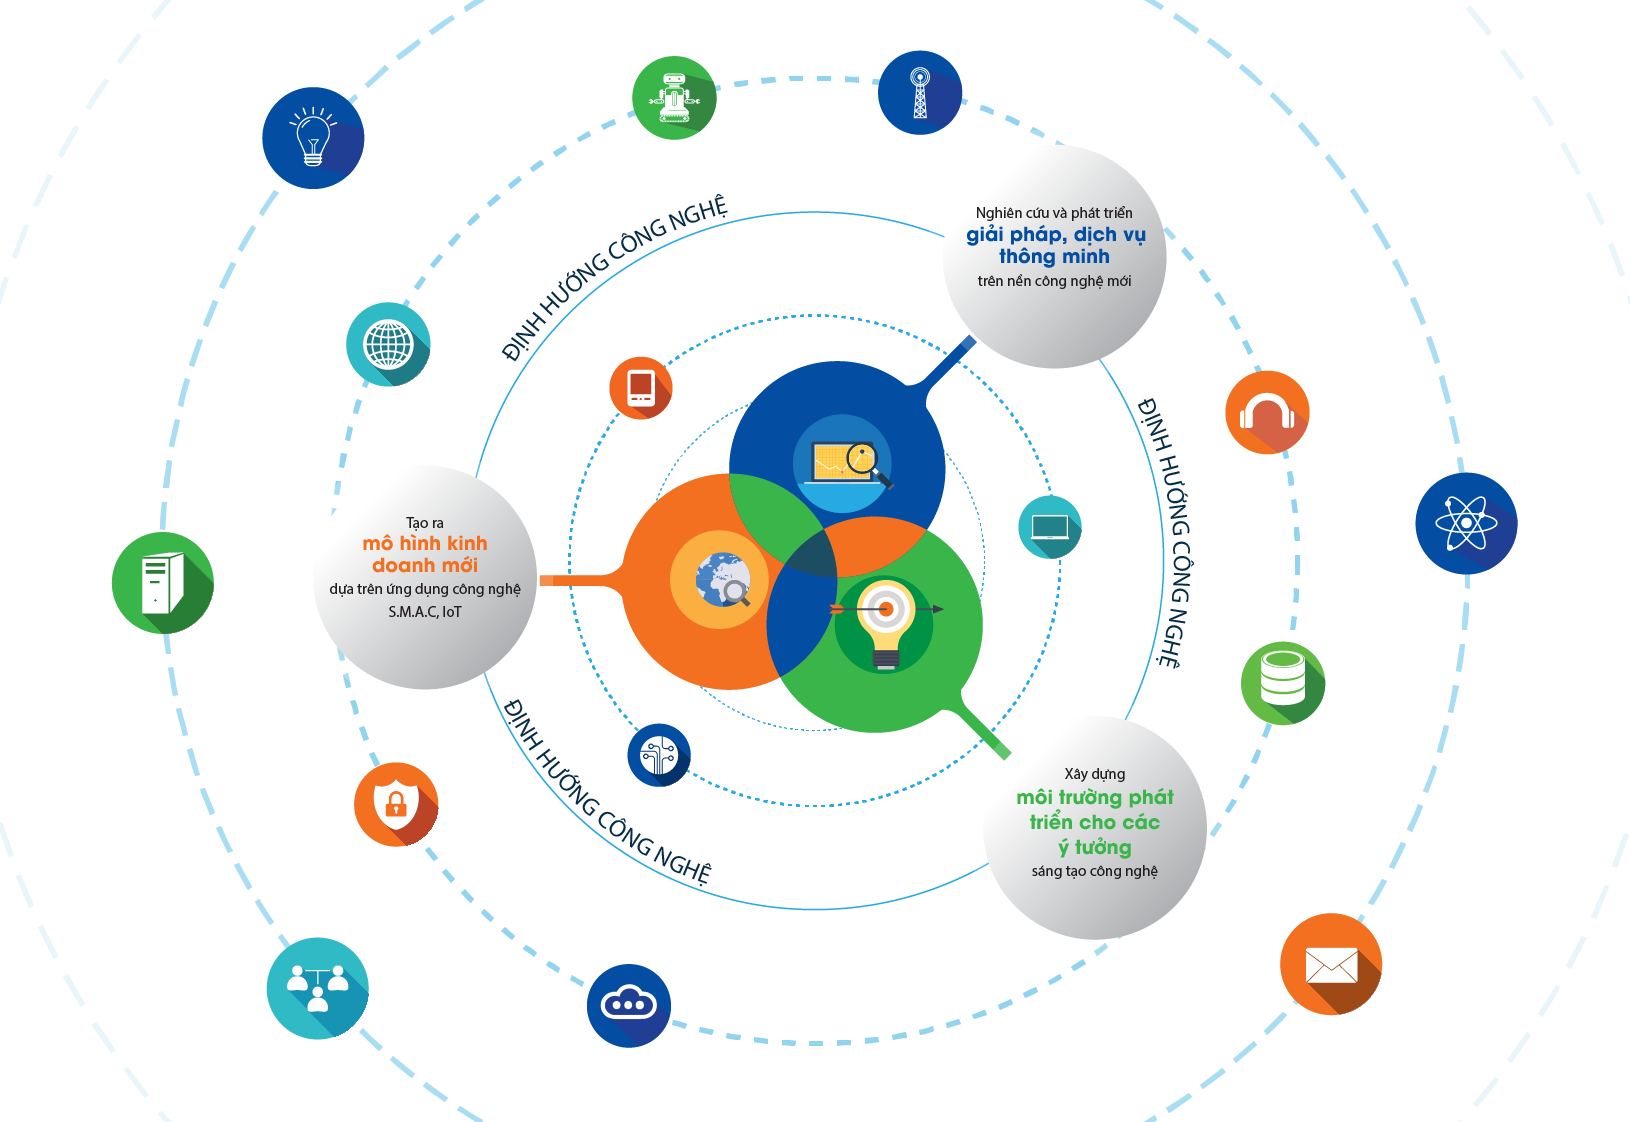 ĐỊNH HƯỚNG CÔNG NGHỆ
Nghiên cứu và phát triển
giải pháp, dịch vụ
thông minh
trên nền công nghệ mới
ĐỊNH HƯỚNG CÔNG NGHỆ
Tạo ra
mô hình kinh
doanh mới
dựa trên ứng dụng công nghệ
S.M.A.C, IoT
ĐỊNH HƯỚNG CÔNG NGHỆ
Xây dựng
môi trường phát
triển cho các
ý tưởng
sáng tạo công nghệ